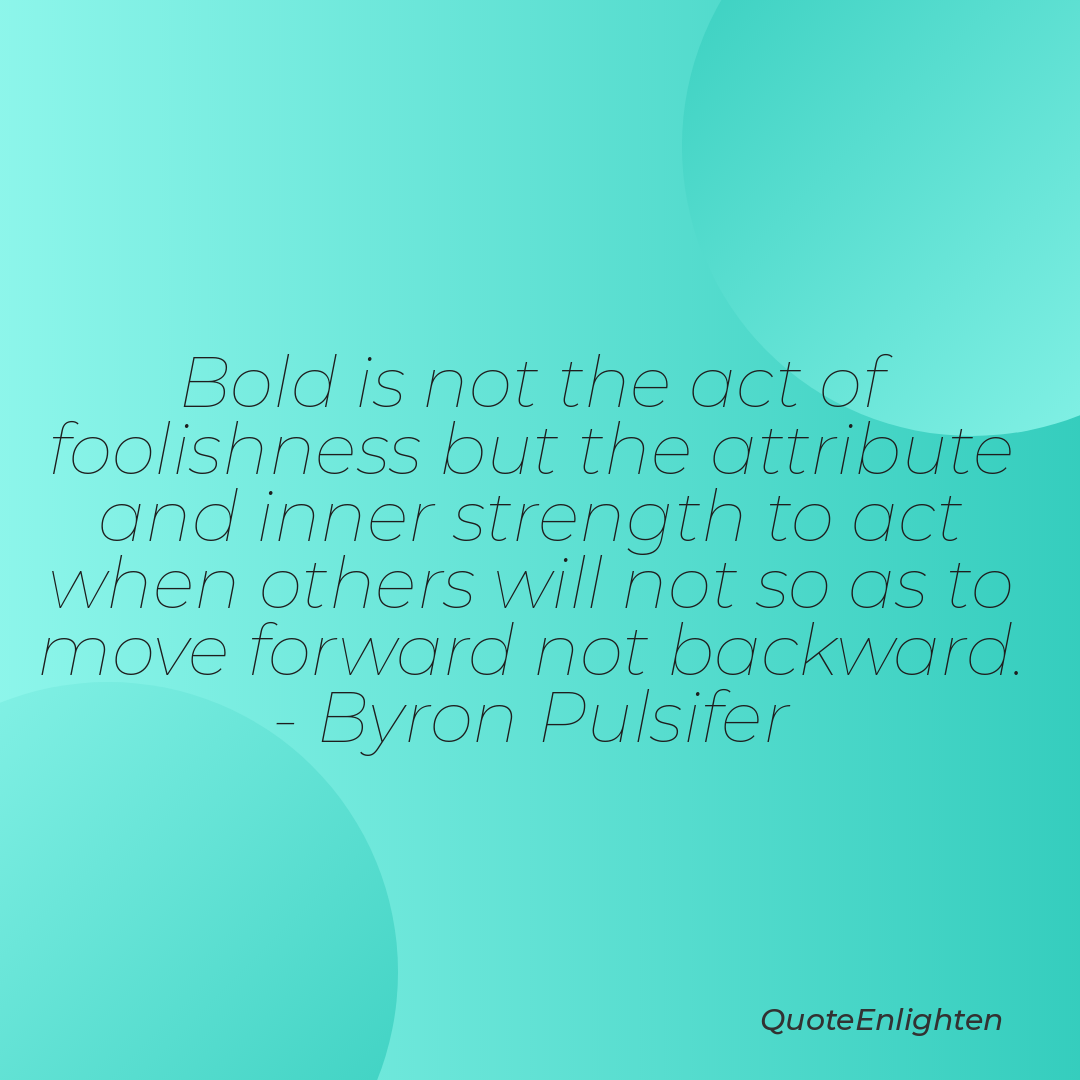 Bold is not the act of
foolishness but the attribute
and inner strength to act
when others will not so as to
move forward not backward.
- Byron Pulsifer
QuoteEnlighten